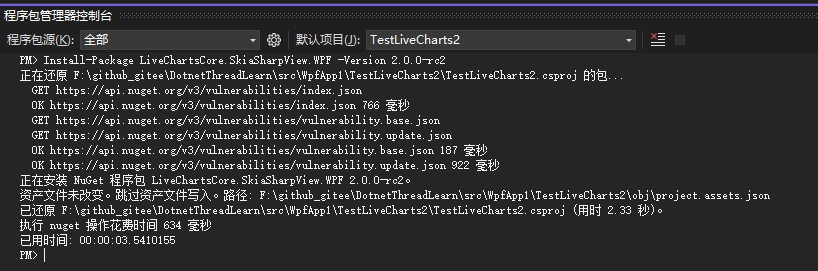 程序包管理器控制台
程序包源(K): 全部 默认项目(J): TestLiveCharts2
PM> Install-Package LiveChartsCore.SkiaSharpView.WPF -Version 2.0.0-rc2
正在还原 F:\github_gitee\DotnetThreadLearn\src\WpfApp1\TestLiveCharts2\TestLiveCharts2.csproj 的包...
GET https://api.nuget.org/v3/vulnerabilities/index.json
OK https://api.nuget.org/v3/vulnerabilities/index.json 766 毫秒
GET https://api.nuget.org/v3/vulnerabilities/vulnerability.base.json
GET https://api.nuget.org/v3/vulnerabilities/vulnerability.update.json
OK https://api.nuget.org/v3/vulnerabilities/vulnerability.base.json 187 毫秒
OK https://api.nuget.org/v3/vulnerabilities/vulnerability.update.json 922 毫秒
正在安装 NuGet 程序包 LiveChartsCore.SkiaSharpView.WPF 2.0.0-rc2。
资产文件未改变。跳过资产文件写入。路径: F:\github_gitee\DotnetThreadLearn\src\WpfApp1\TestLiveCharts2\obj\project.assets.json
已还原 F:\github_gitee\DotnetThreadLearn\src\WpfApp1\TestLiveCharts2\TestLiveCharts2.csproj (用时 2.33 秒)。
执行 nuget 操作花费时间 634 毫秒
已用时间: 00:00:03.5410155
PM>